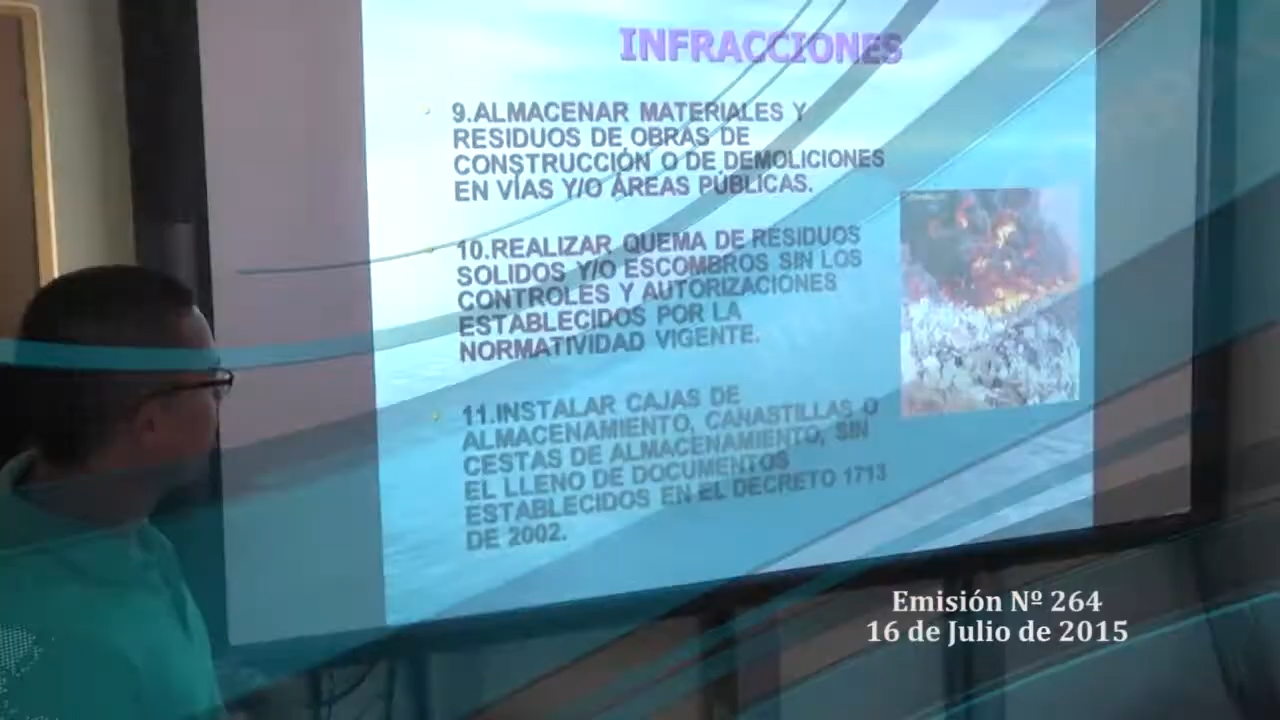 INFRACCIONES
9.ALMACENAR MATERIALES Y
RESIDUOS DE OBRAS DE
CONSTRUCCIÓN O DE DEMOLICIONES
EN VÍAS Y/O ÁREAS PÚBLICAS.
10.REALIZAR QUEMA DE RESIDUOS
SOLIDOS Y/O ESCOMBROS SIN LOS
CONTROLES Y AUTORIZACIONES
ESTABLECIDOS POR LA
NORMATIVIDAD VIGENTE.
11.INSTALAR CAJAS DE
ALMACENAMIENTO, CANASTILLAS O
CESTAS DE ALMACENAMIENTO, SIN
EL LLENO DE DOCUMENTOS
ESTABLECIDOS EN EL DECRETO 1713
DE 2002.
Emisión Nº 264
16 de Julio de 2015